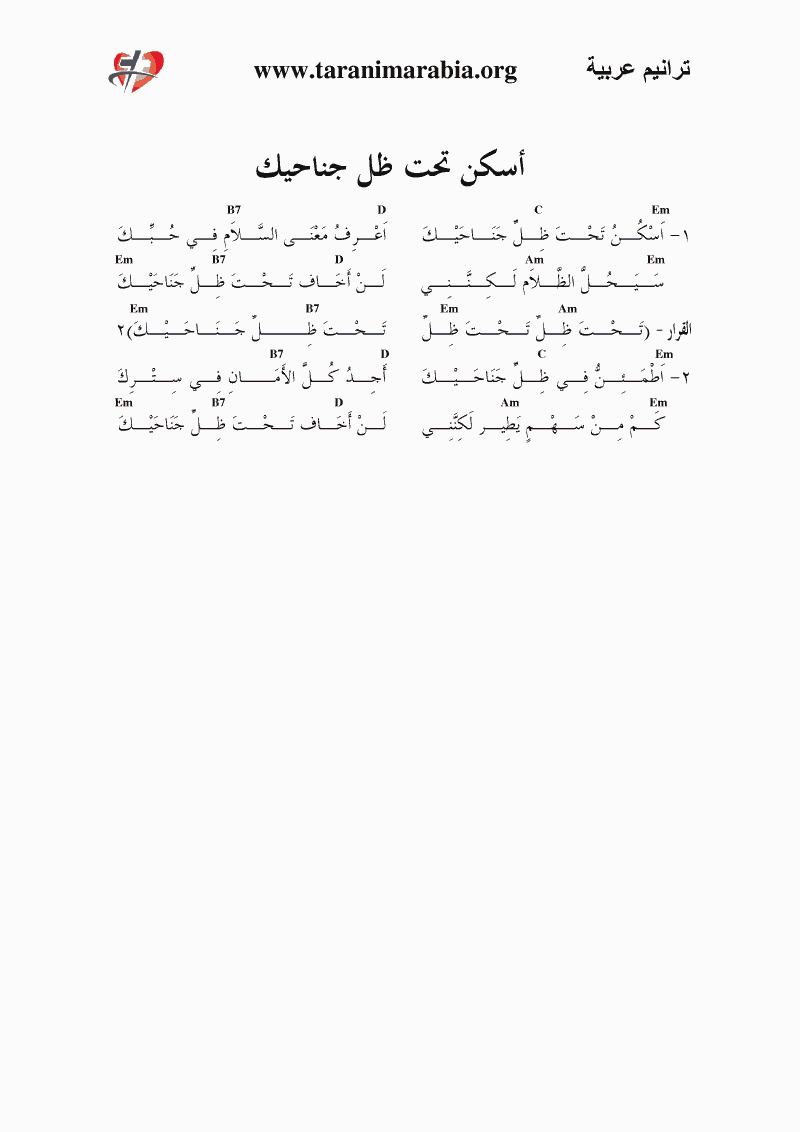 ترانيم عربية www.taranimarabia.org
أسكن تحت ظل جناحيك
Em C D B7
١- اَسْكُنُ تَحْتَ ظِلِّ جَنَاحَيْكَ اَعْرِفُ مَعْنَى السَّلاَمِ فِي حُبِّكَ
Em Am D B7 Em
سَيَحُلَّ الظَّلاَم لَكِنَّنِي لَنْ أَخَاف تَحْتَ ظِلِّ جَنَاحَيْكَ
Am Em B7 Em
القرار - (تَحْتَ ظِلِّ تَحْتَ ظِلِّ تَحْتَ ظِلِّ جَنَاحَيْكَ)٢
Em C D B7
٢- اَطْمَئِنُّ فِي ظِلِّ جَنَاحَيْكَ أَجِدُ كُلَّ الأَمَانِ فِي سِتْرِكَ
Em Am D B7 Em
كَمْ مِنْ سَهْمٍ يَطِير لَكِنَّنِي لَنْ أَخَاف تَحْتَ ظِلِّ جَنَاحَيْكَ